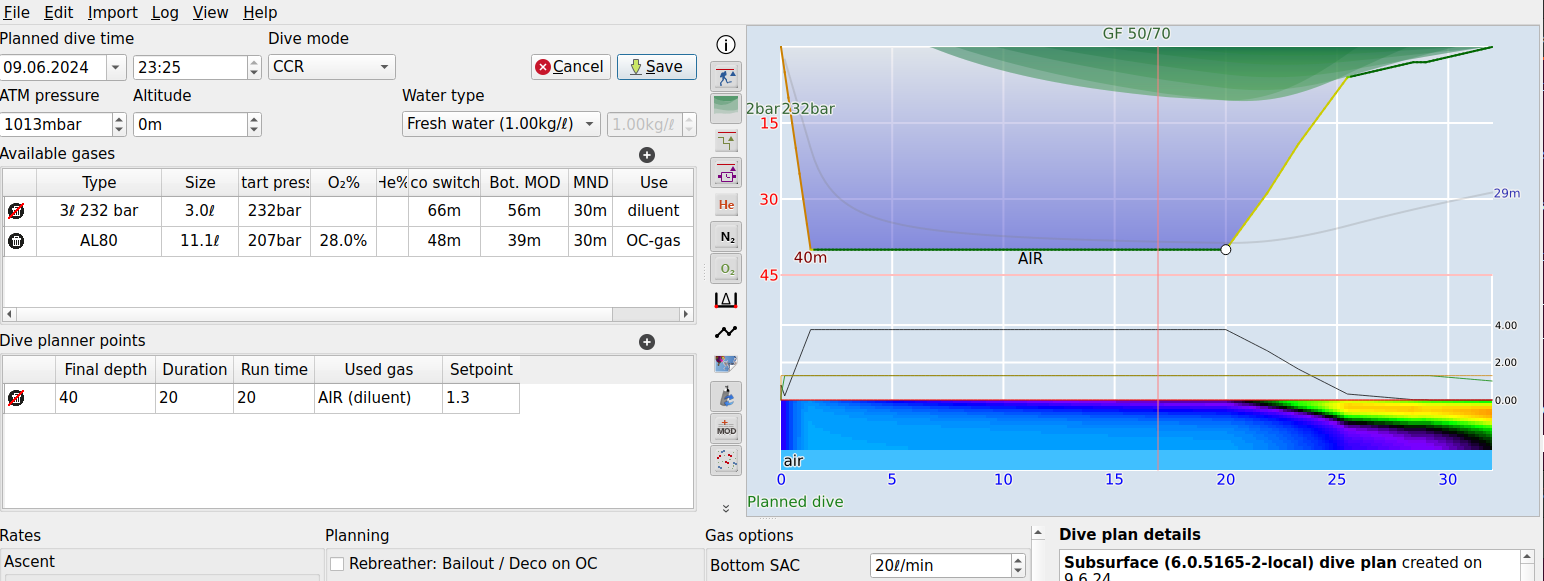 File Edit Import Log View Help
Planned dive time Dive mode
09.06.2024 23:25 CCR Cancel Save
ATM pressure Altitude Water type
1013mbar 0m Fresh water (1.00kg/ℓ) 1.00kg/ℓ
Available gases
Type Size tart press O₂% He% co switch Bot. MOD MND Use
3ℓ 232 bar 3.0ℓ 232bar 66m 56m 30m diluent
AL80 11.1ℓ 207bar 28.0% 48m 39m 30m OC-gas
Dive planner points
Final depth Duration Run time Used gas Setpoint
40 20 20 AIR (diluent) 1.3
Rates Planning Gas options
Ascent Rebreather: Bailout / Deco on OC Bottom SAC 20ℓ/min
He
N₂
O₂
MOD
GF 50/70
2bar232bar
15
30
29m
40m AIR
45
4.00
2.00
0.00
air
0 5 10 15 20 25 30
Planned dive
Dive plan details
Subsurface (6.0.5165-2-local) dive plan created on
9.6.24